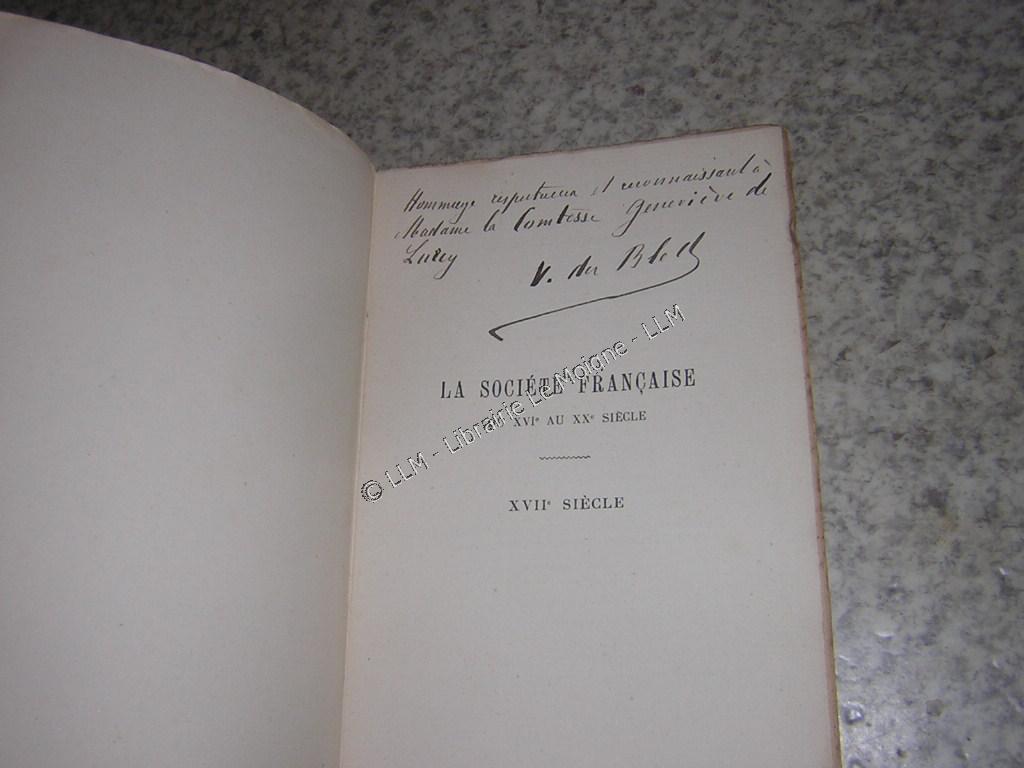 Hommage respectueux et reconnaissant à
Madame la Comtesse Geneviève de
Luxey
V. du Bled
LA SOCIÉTÉ FRANÇAISE
XVIe AU XXe SIÈCLE
XVIIe SIÈCLE
© LLM - Librairie Le Moigne - LLM